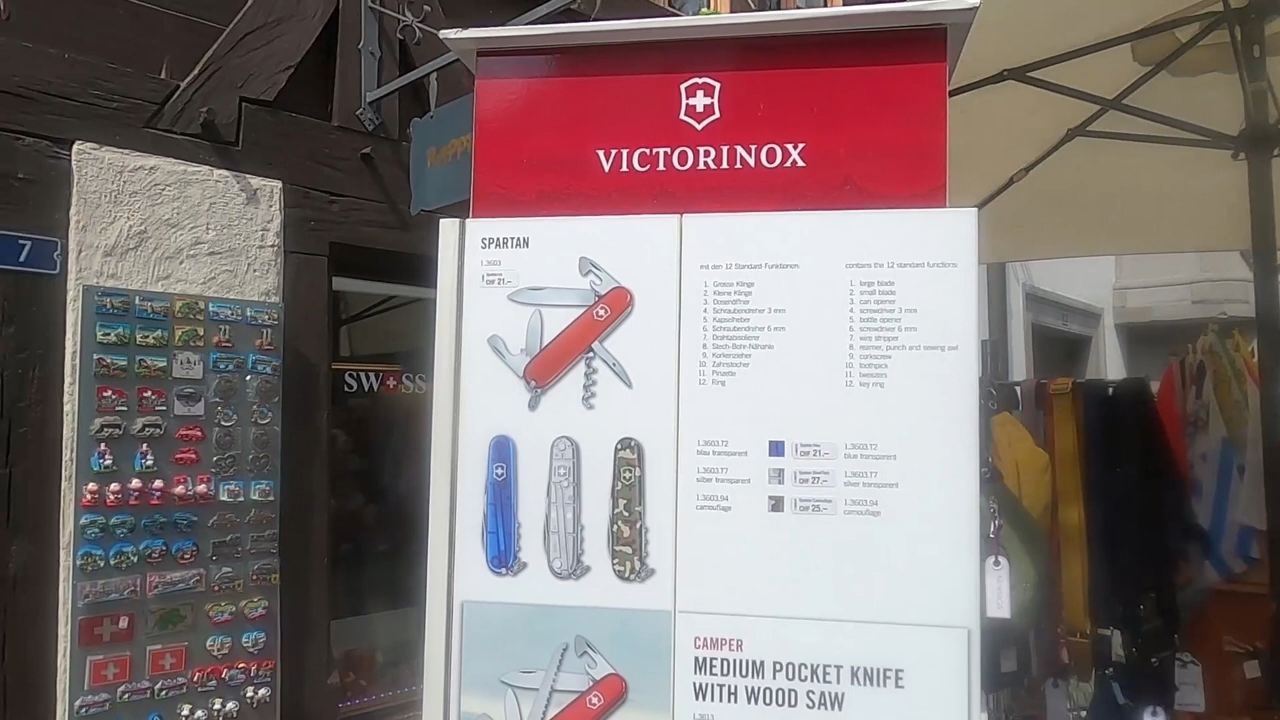 7
SW SS
VICTORINOX
SPARTAN
1.3603
CHF 21.–
mit den 12 Standard-Funktionen:
1. Grosse Klinge
2. Kleine Klinge
3. Dosenöffner
4. Schraubendreher 3 mm
5. Kapselheber
6. Schraubendreher 6 mm
7. Drahtabisolierer
8. Stech-Bohr-Nähahle
9. Korkenzieher
10. Zahnstocher
11. Pinzette
12. Ring
contains the 12 standard functions:
1. large blade
2. small blade
3. can opener
4. screwdriver 3 mm
5. bottle opener
6. screwdriver 6 mm
7. wire stripper
8. reamer, punch and sewing awl
9. corkscrew
10. toothpick
11. tweezers
12. key ring
1.3603.T2
blau transparent
CHF 21.–
1.3603.T2
blue transparent
1.3603.T7
silber transparent
CHF 27.–
1.3603.T7
silver transparent
1.3603.94
camouflage
CHF 25.–
1.3603.94
camouflage
CAMPER
MEDIUM POCKET KNIFE
WITH WOOD SAW
1.3613